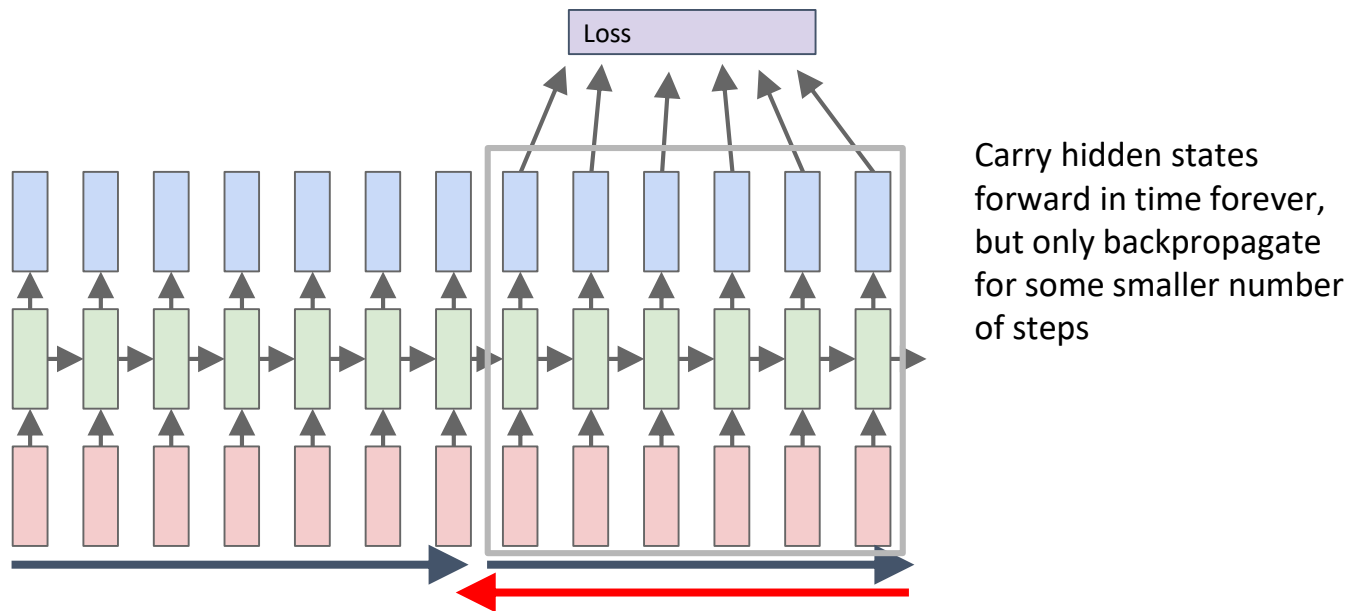 Loss
Carry hidden states
forward in time forever,
but only backpropagate
for some smaller number
of steps